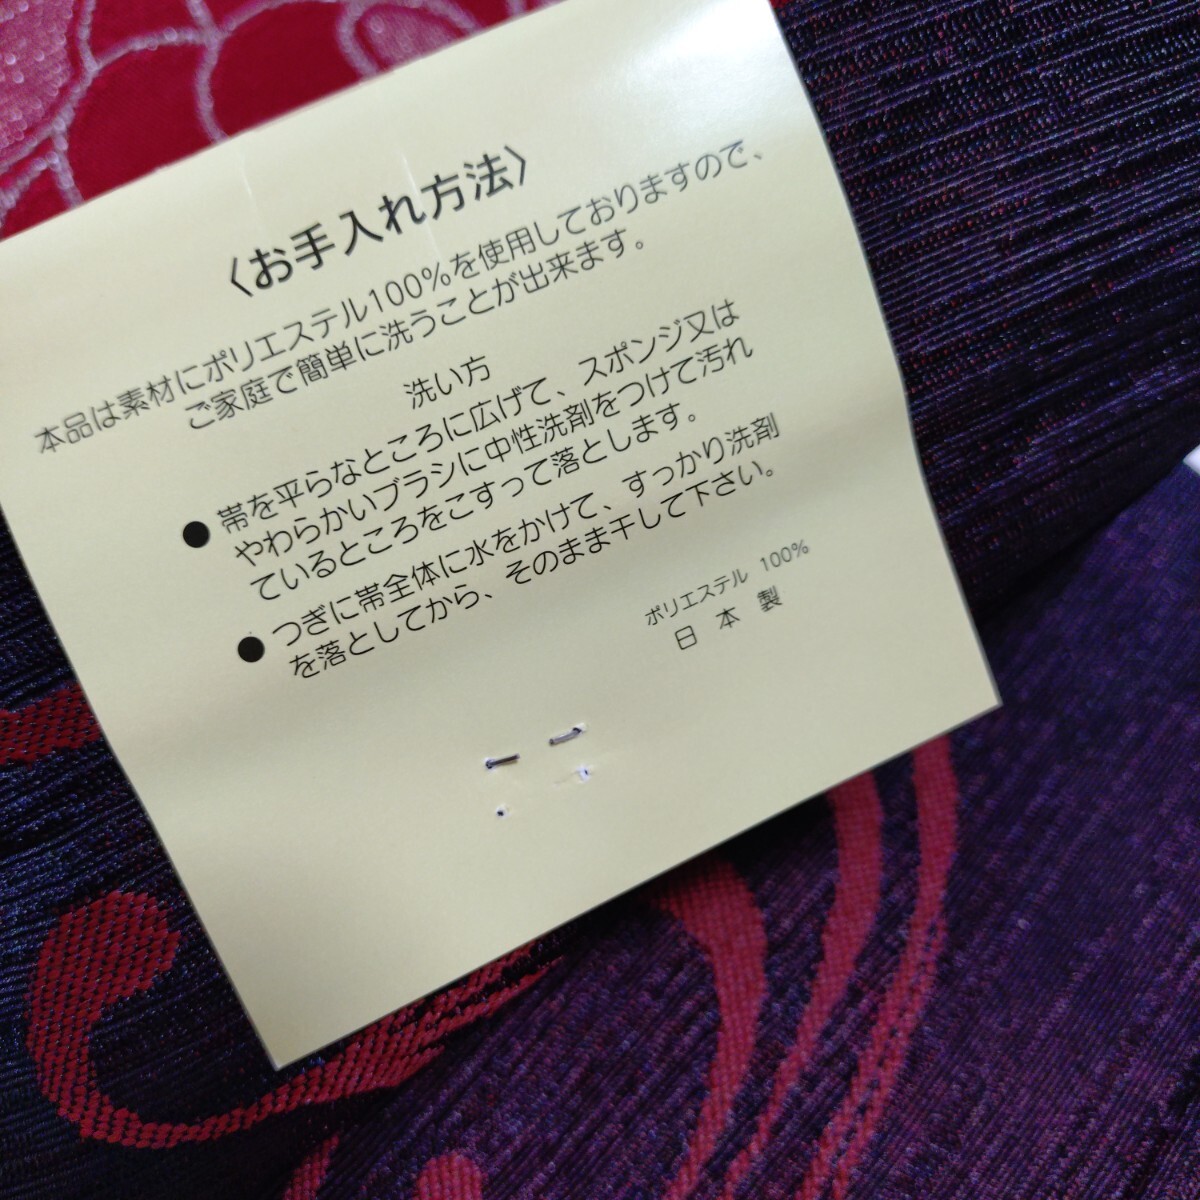 〈お手入れ方法〉
本品は素材にポリエステル100%を使用しておりますので、
ご家庭で簡単に洗うことが出来ます。
洗い方
● 帯を平らなところに広げて、スポンジ又は
やわらかいブラシに中性洗剤をつけて汚れ
ているところをこすって落とします。
● つぎに帯全体に水をかけて、すっかり洗剤
を落としてから、そのまま干して下さい。
ポリエステル 100%
日本製